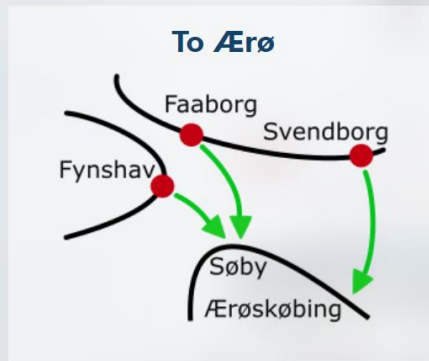 To Ærø
Faaborg
Svendborg
Fynshav
Søby
Ærøskøbing